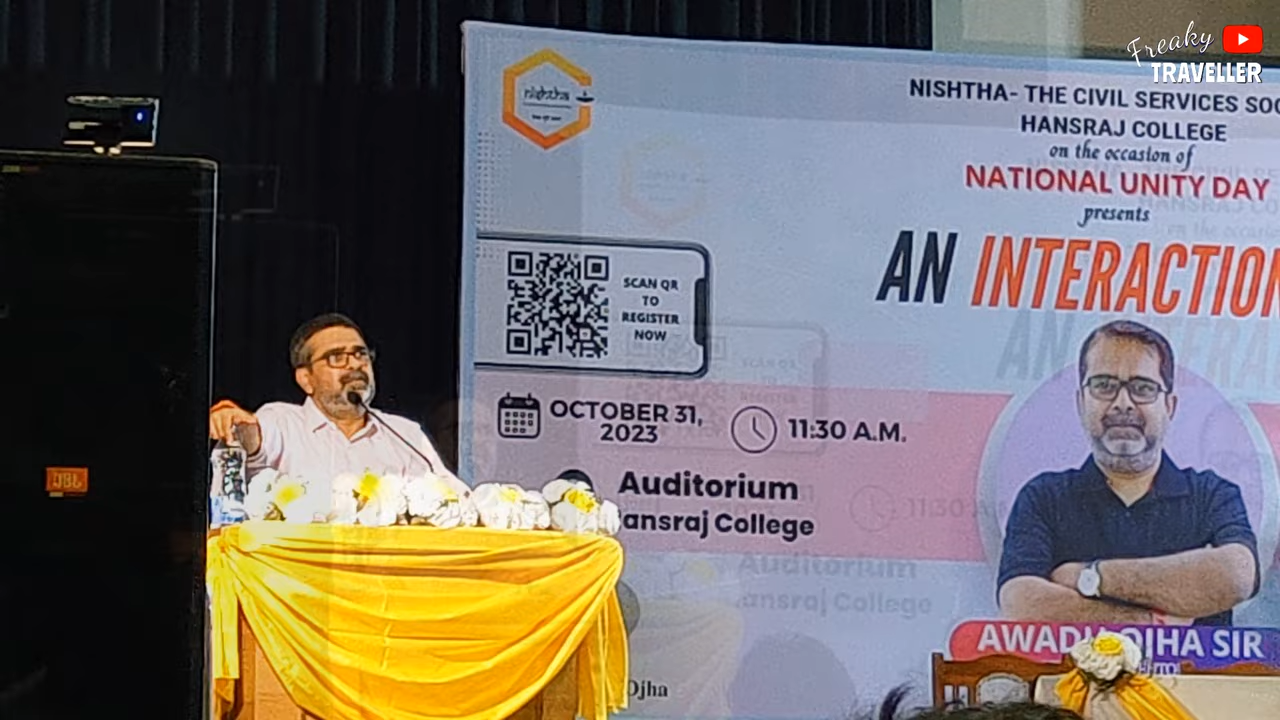 Freaky
TRAVELLER
nishtha
NISHTHA- THE CIVIL SERVICES SOC
HANSRAJ COLLEGE
on the occasion of
NATIONAL UNITY DAY
presents
AN INTERACTION
SCAN QR
TO
REGISTER
NOW
OCTOBER 31,
2023
11:30 A.M.
Auditorium
ansraj College
AWADH OJHA SIR
Ojha
JBL